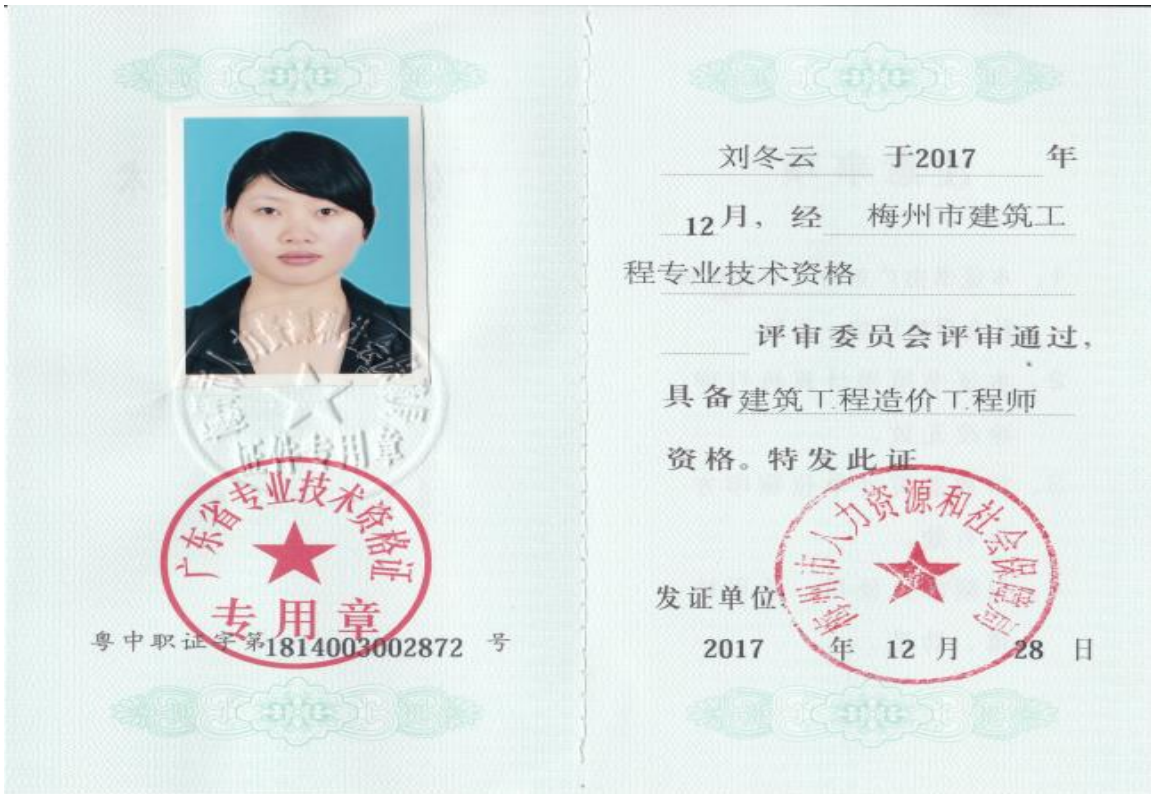 证件专用章
广东省专业技术资格证
专用章
粤中职证字第1814003002872 号
刘冬云 于2017 年
12月，经 梅州市建筑工
程专业技术资格
评审委员会评审通过，
具备建筑工程造价工程师
资格。特发此证
梅州市人力资源和社会保障局
发证单位:
2017 年 12 月 28 日